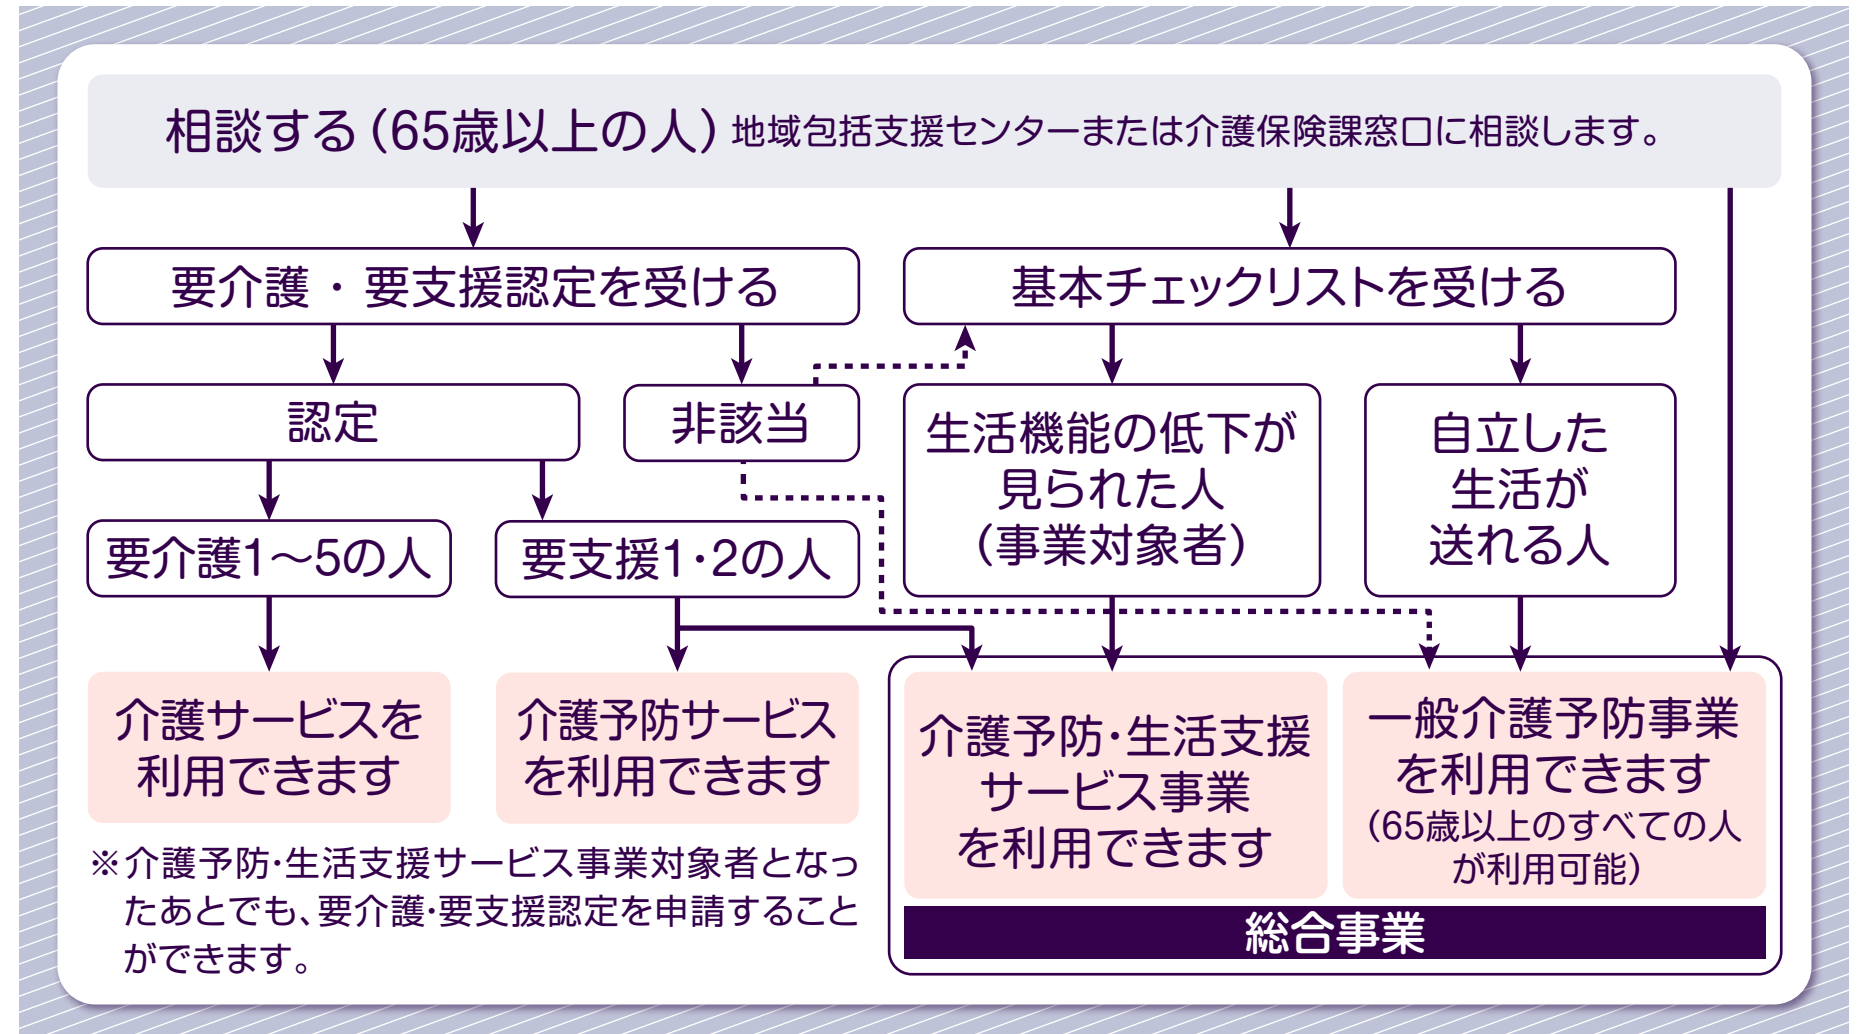 相談する(65歳以上の人) 地域包括支援センターまたは介護保険課窓口に相談します。
要介護・要支援認定を受ける
基本チェックリストを受ける
認定
非該当
生活機能の低下が
見られた人
(事業対象者)
自立した
生活が
送れる人
要介護1～5の人
要支援1・2の人
介護サービスを
利用できます
介護予防サービス
を利用できます
介護予防・生活支援
サービス事業
を利用できます
一般介護予防事業
を利用できます
(65歳以上のすべての人
が利用可能)
総合事業
※介護予防・生活支援サービス事業対象者となっ
たあとでも、要介護・要支援認定を申請すること
ができます。